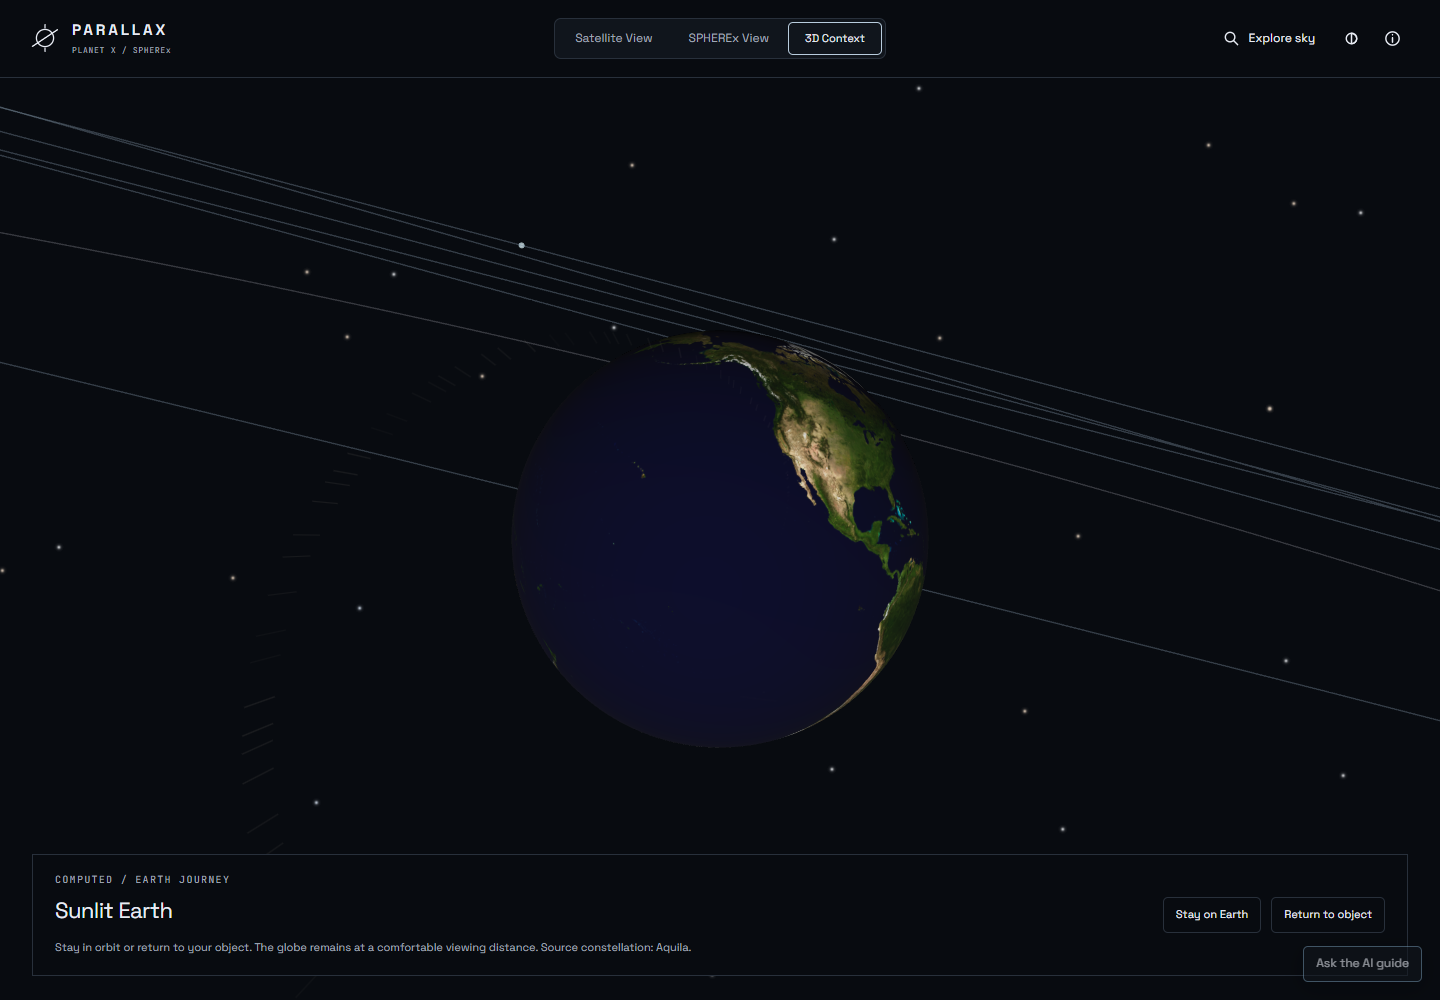 PARALLAX
PLANET X / SPHEREx
Satellite View
SPHEREx View
3D Context
Explore sky
COMPUTED / EARTH JOURNEY
Sunlit Earth
Stay in orbit or return to your object. The globe remains at a comfortable viewing distance. Source constellation: Aquila.
Stay on Earth
Return to object
Ask the AI guide